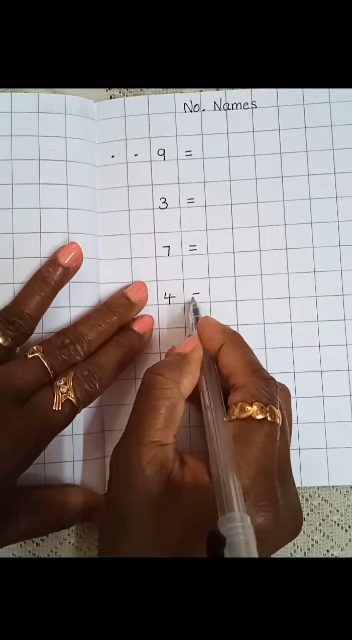 No. Names
. . 9 =
3 =
7 =
4 -